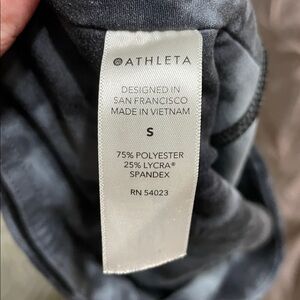 ATHLETA
DESIGNED IN
SAN FRANCISCO
MADE IN VIETNAM
S
75% POLYESTER
25% LYCRA®
SPANDEX
RN 54023